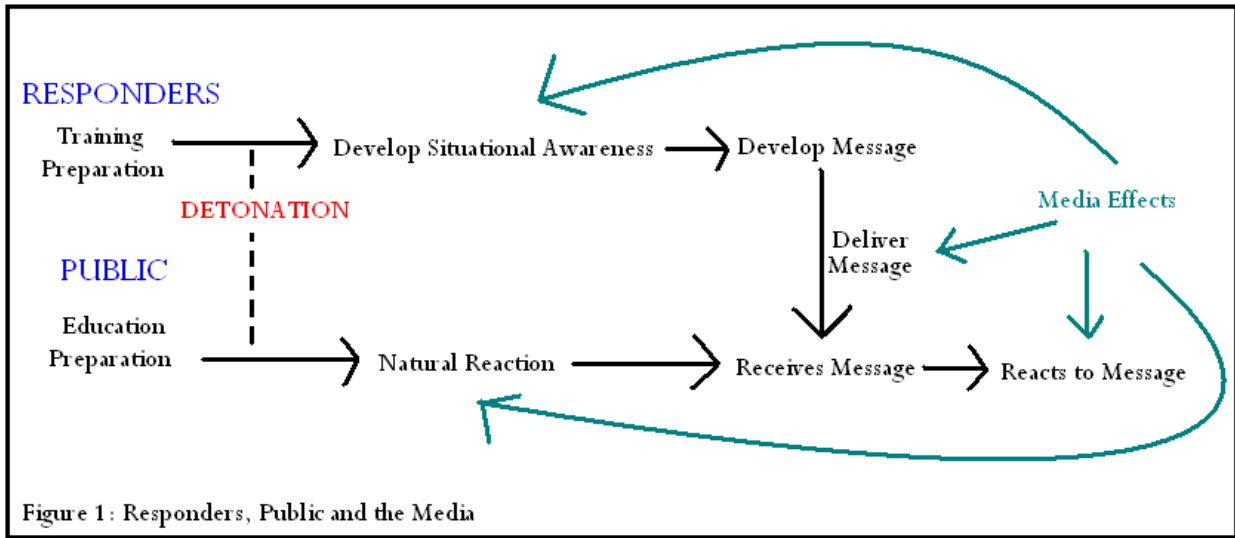 RESPONDERS
Training
Preparation
Develop Situational Awareness
Develop Message
DETONATION
Media Effects
Deliver
Message
PUBLIC
Education
Preparation
Natural Reaction
Receives Message
Reacts to Message
Figure 1: Responders, Public and the Media